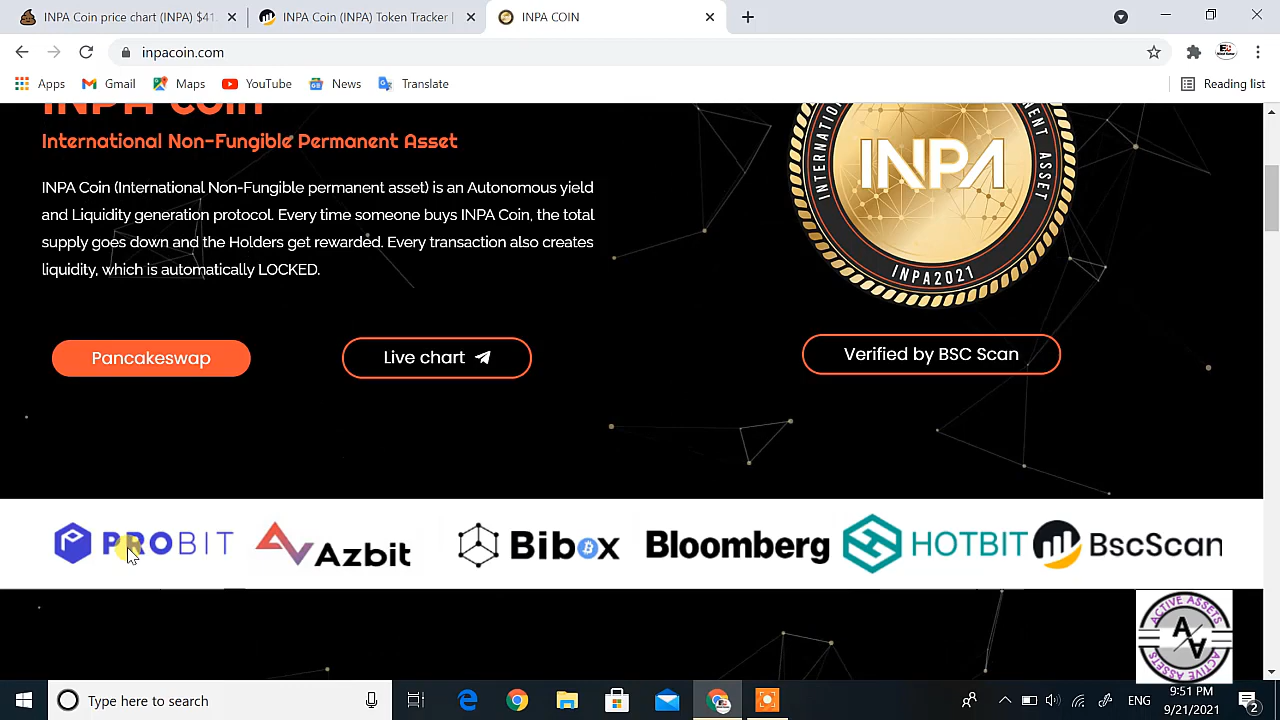 INPA Coin price chart (INPA) $41.
INPA Coin (INPA) Token Tracker |
INPA COIN
inpacoin.com
Apps
Gmail
Maps
YouTube
News
Translate
Reading list
INPA Coin
International Non-Fungible Permanent Asset
INPA Coin (International Non-Fungible permanent asset) is an Autonomous yield
and Liquidity generation protocol. Every time someone buys INPA Coin, the total
supply goes down and the Holders get rewarded. Every transaction also creates
liquidity, which is automatically LOCKED.
Pancakeswap
Live chart
INPA
INPA2021
Verified by BSC Scan
PROBIT
Azbit
Bibox
Bloomberg
HOTBIT
BscScan
ACTIVE ASSETS
A/A
ACTIVE ASSETS
Type here to search
ENG
9:51 PM
9/21/2021
2